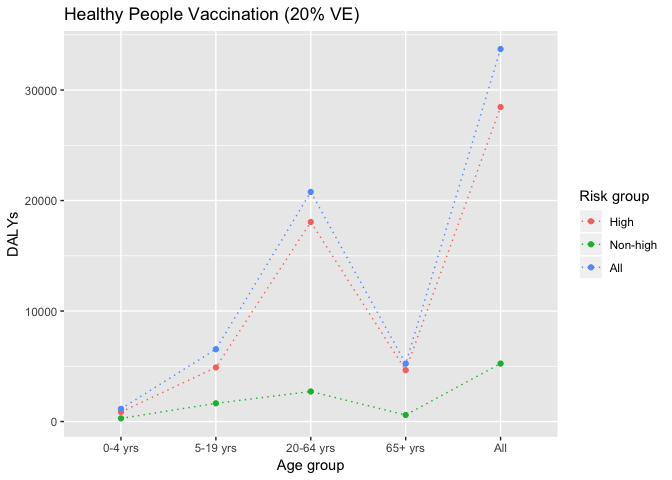 Healthy People Vaccination (20% VE)
DALYs
30000
20000
10000
0
0-4 yrs
5-19 yrs
20-64 yrs
65+ yrs
All
Age group
Risk group
High
Non-high
All